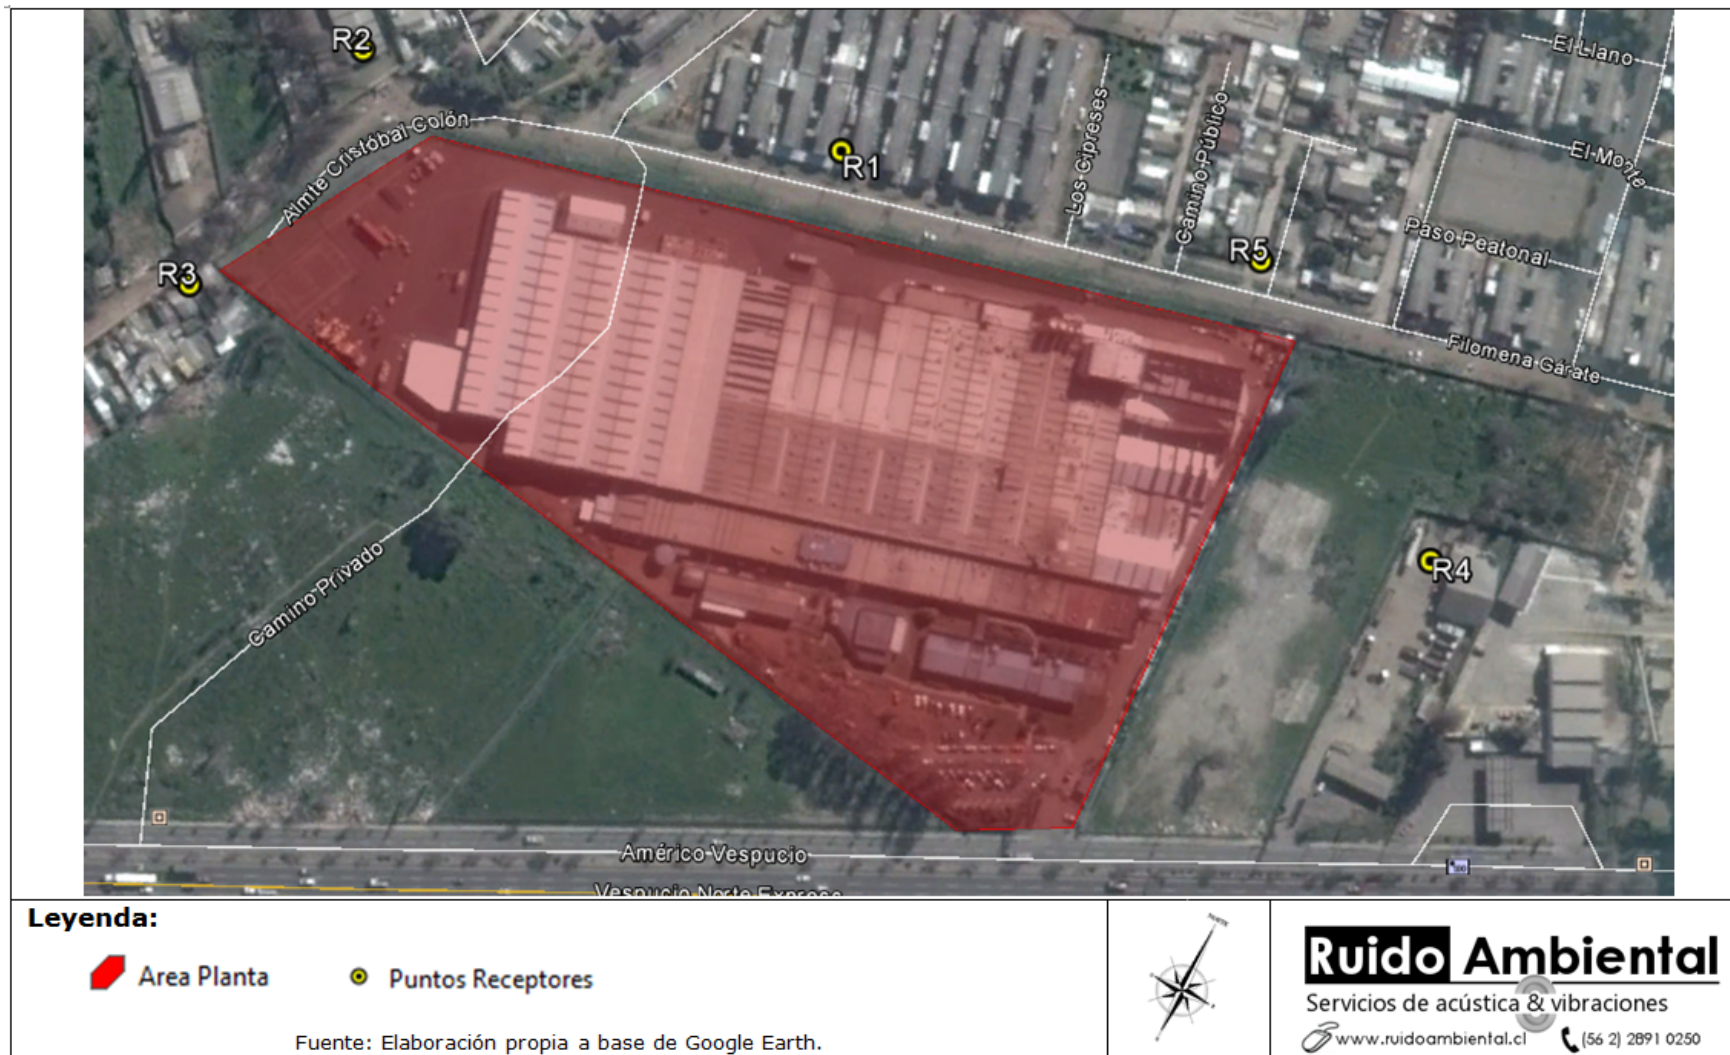 R2
El Llano
Almte Cristóbal Colón
R1
Los Cipreses
Camino Público
El Monte
R3
R5
Paso Peatonal
Filomena Gárate
R4
Camino Privado
Américo Vespucio
Vespucio Norte Express
Leyenda:
Area Planta
Puntos Receptores
Fuente: Elaboración propia a base de Google Earth.
NORTE
Ruido Ambiental
Servicios de acústica & vibraciones
www.ruidoambiental.cl (56 2) 2891 0250